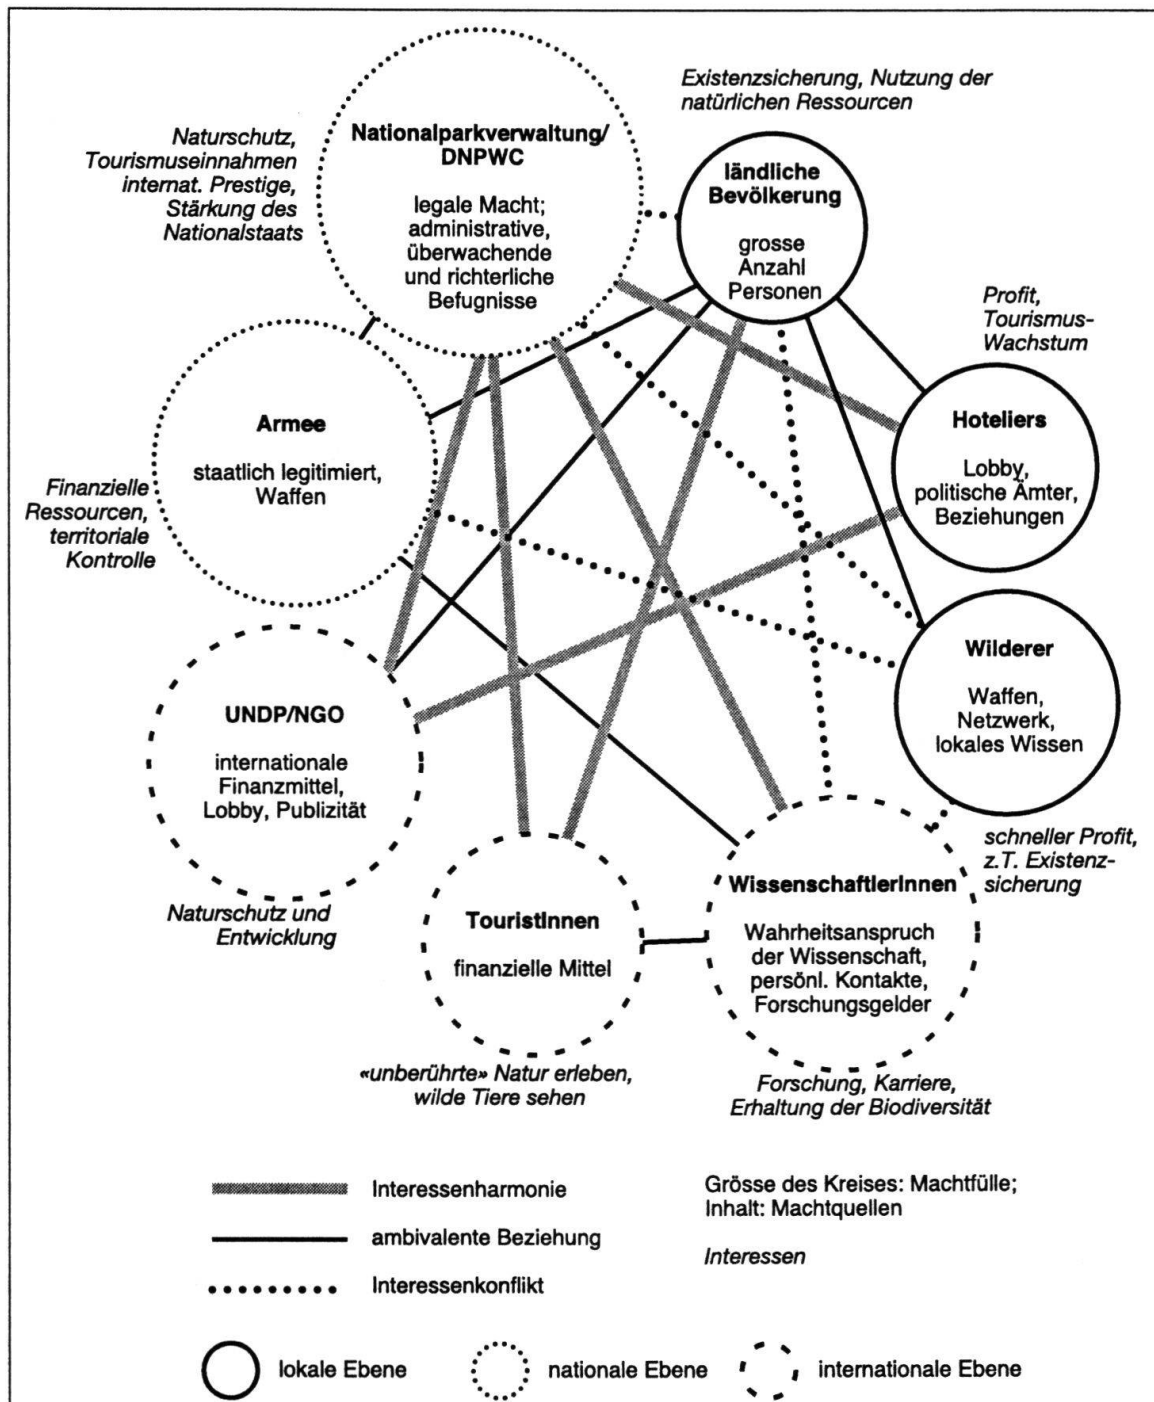 Existenzsicherung, Nutzung der
natürlichen Ressourcen
Naturschutz,
Tourismuseinnahmen
internat. Prestige,
Stärkung des
Nationalstaats
Nationalparkverwaltung/
DNPWC
legale Macht;
administrative,
überwachende
und richterliche
Befugnisse
ländliche
Bevölkerung
grosse
Anzahl
Personen
Profit,
Tourismus-
Wachstum
Armee
staatlich legitimiert,
Waffen
Hoteliers
Lobby,
politische Ämter,
Beziehungen
Finanzielle
Ressourcen,
territoriale
Kontrolle
Wilderer
Waffen,
Netzwerk,
lokales Wissen
UNDP/NGO
internationale
Finanzmittel,
Lobby, Publizität
schneller Profit,
z.T. Existenz-
sicherung
Naturschutz und
Entwicklung
TouristInnen
finanzielle Mittel
WissenschaftlerInnen
Wahrheitsanspruch
der Wissenschaft,
persönl. Kontakte,
Forschungsgelder
«unberührte» Natur erleben,
wilde Tiere sehen
Forschung, Karriere,
Erhaltung der Biodiversität
Interessenharmonie
ambivalente Beziehung
Interessenkonflikt
Grösse des Kreises: Machtfülle;
Inhalt: Machtquellen
Interessen
lokale Ebene
nationale Ebene
internationale Ebene